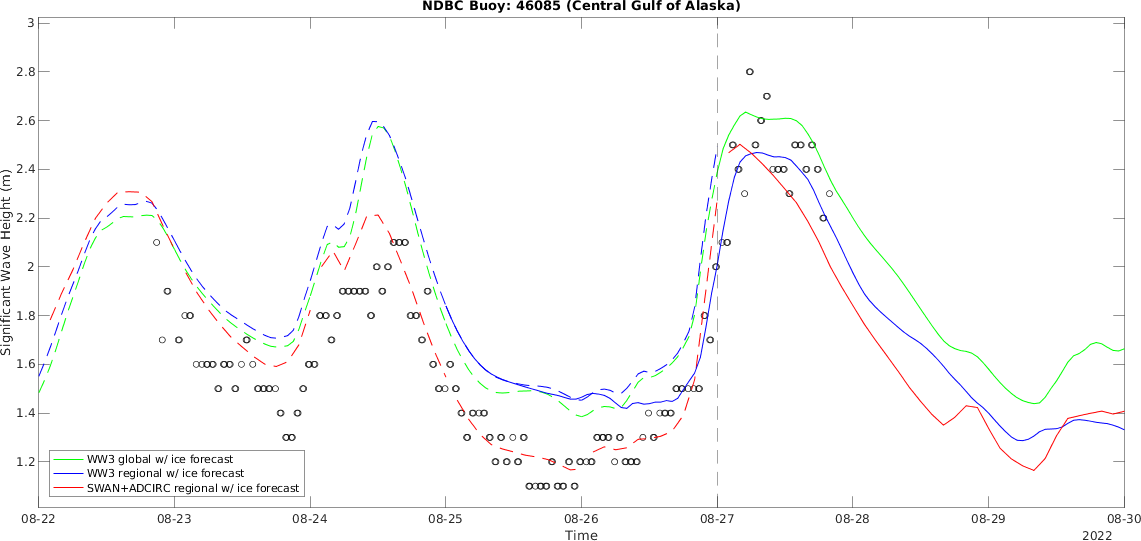 NDBC Buoy: 46085 (Central Gulf of Alaska)
3
2.8
2.6
2.4
2.2
2
1.8
1.6
1.4
1.2
Significant Wave Height (m)
WW3 global w/ ice forecast
WW3 regional w/ ice forecast
SWAN+ADCIRC regional w/ ice forecast
08-22 08-23 08-24 08-25 08-26 08-27 08-28 08-29 08-30
Time
2022